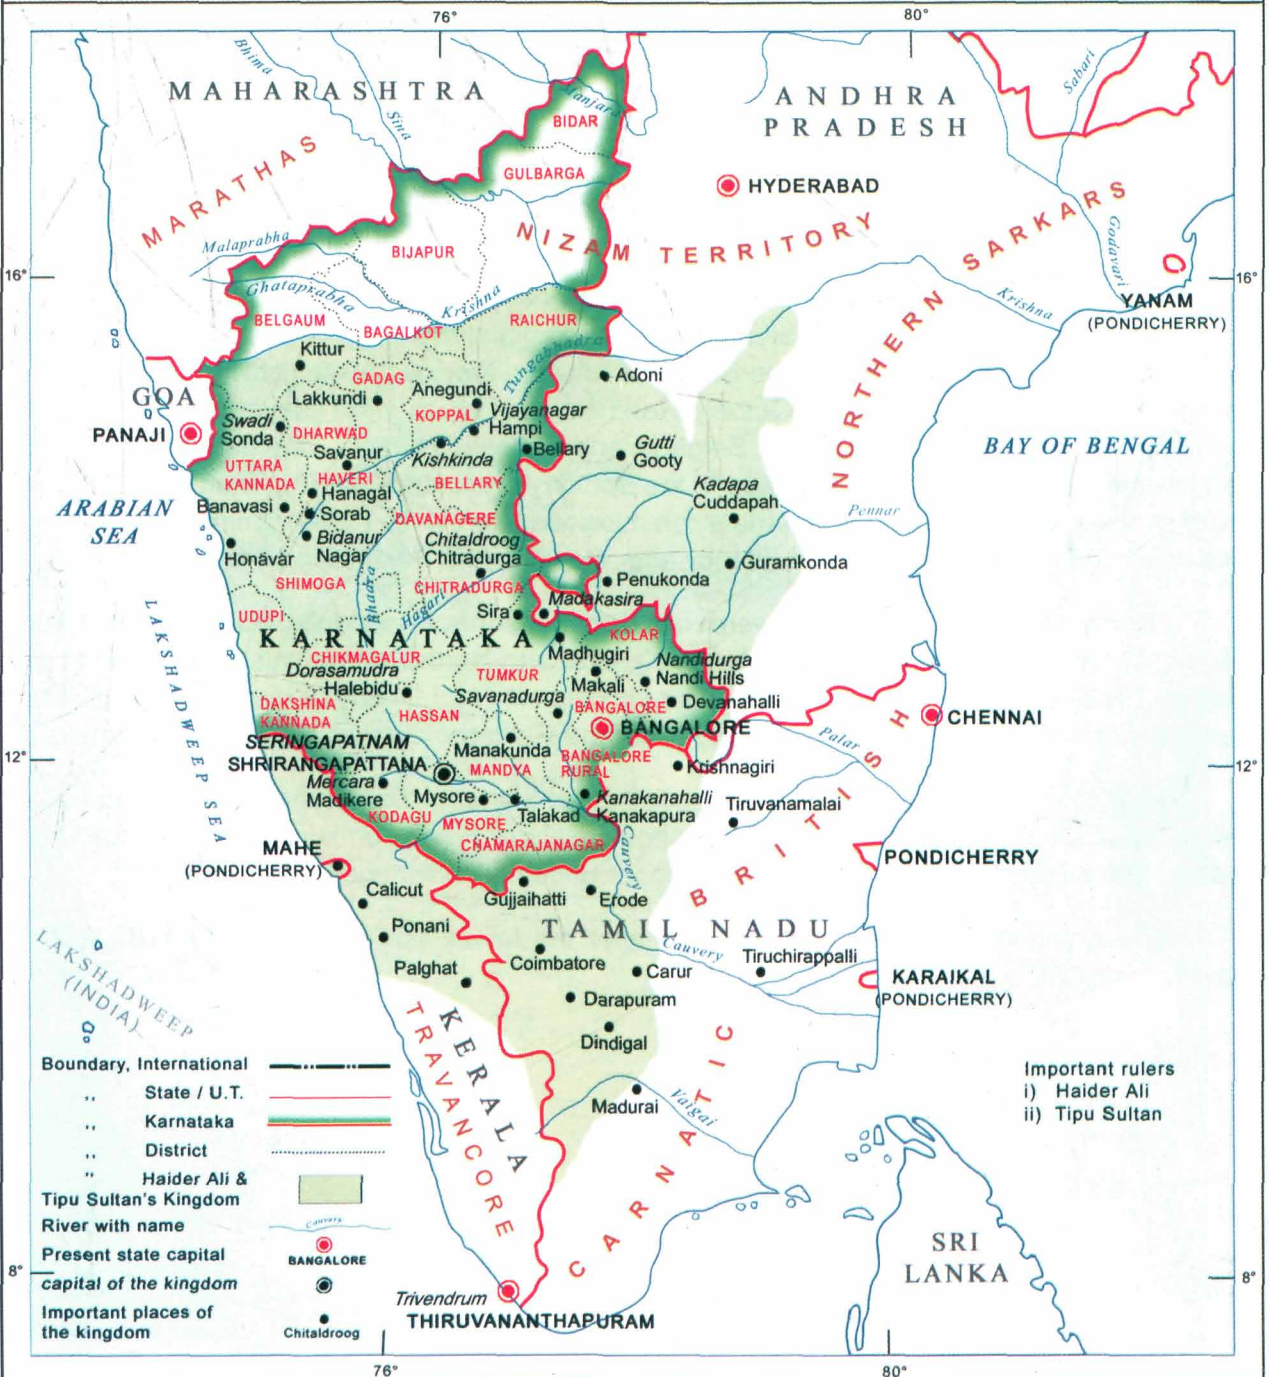 76°
80°
Bhima
Sina
Manjara
Sabari
MAHARASHTRA
ANDHRA
PRADESH
BIDAR
GULBARGA
HYDERABAD
MARATHAS
NIZAM TERRITORY
NORTHERN SARKARS
Malaprabha
BIJAPUR
Godavari
16°
16°
Ghataprabha
Krishna
Krishna
YANAM
(PONDICHERRY)
BELGAUM
BAGALKOT
RAICHUR
Kittur
Tungabhadra
GADAG
Adoni
GOA
Lakkundi
Anegundi
KOPPAL
Vijayanagar
Hampi
PANAJI
Swadi
Sonda
DHARWAD
Savanur
Kishkinda
Bellary
Gutti
Gooty
BAY OF BENGAL
UTTARA
KANNADA
HAVERI
BELLARY
Kadapa
Cuddapah
ARABIAN
SEA
Banavasi
Hanagal
Sorab
DAVANAGERE
Pennar
Honavar
Bidanur
Nagar
Chitaldroog
Chitradurga
Guramkonda
SHIMOGA
Bhadra
Hagari
CHITRADURGA
Penukonda
Madakasira
UDUPI
Sira
LAKSHADWEEP SEA
KARNATAKA
KOLAR
CHIKMAGALUR
Madhugiri
Dorasamudra
Halebidu
TUMKUR
Nandidurga
Nandi Hills
Makali
DAKSHINA
KANNADA
HASSAN
Savanadurga
BANGALORE
Devanahalli
BANGALORE
CHENNAI
SERINGAPATNAM
SHRIRANGAPATTANA
Manakunda
BANGALORE
RURAL
Palar
12°
12°
MANDYA
Krishnagiri
Mercara
Madikere
Mysore
Talakad
Kanakanahalli
Kanakapura
Tiruvanamalai
KODAGU
MYSORE
CHAMARAJANAGAR
BRITISH
MAHE
(PONDICHERRY)
Cauvery
PONDICHERRY
Calicut
Gujjaihatti
Erode
Ponani
TAMIL NADU
Cauvery
LAKSHADWEEP
(INDIA)
Palghat
Coimbatore
Carur
Tiruchirappalli
KARAIKAL
(PONDICHERRY)
Darapuram
Dindigal
KERALA
TRAVANCORE
CARNATIC
Madurai
Vaigai
Important rulers
i) Haider Ali
ii) Tipu Sultan
Boundary, International
,, State / U.T.
,, Karnataka
,, District
,, Haider Ali &
Tipu Sultan's Kingdom
River with name Cauvery
Present state capital BANGALORE
capital of the kingdom
Important places of
the kingdom Chitaldroog
SRI
LANKA
8°
8°
Trivendrum
THIRUVANANTHAPURAM
76°
80°